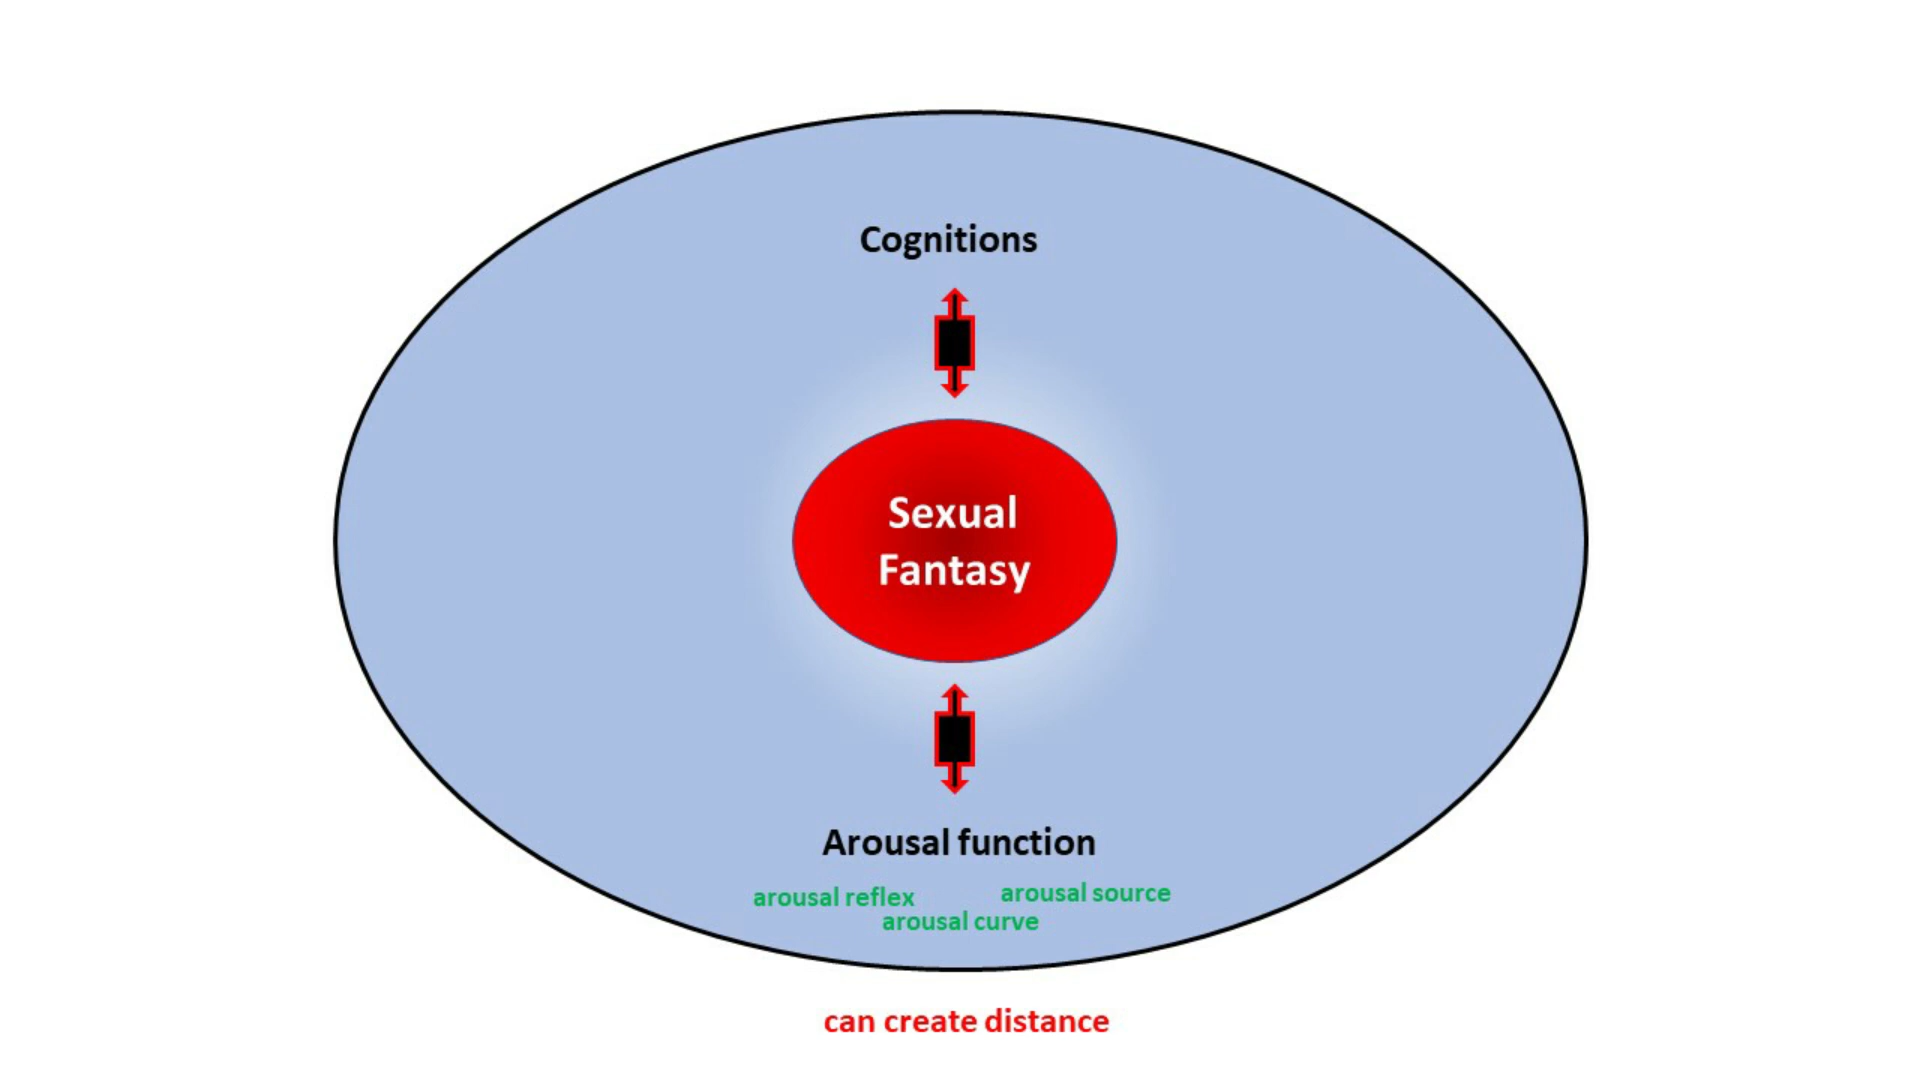 Cognitions
Sexual
Fantasy
Arousal function
arousal reflex
arousal source
arousal curve
can create distance